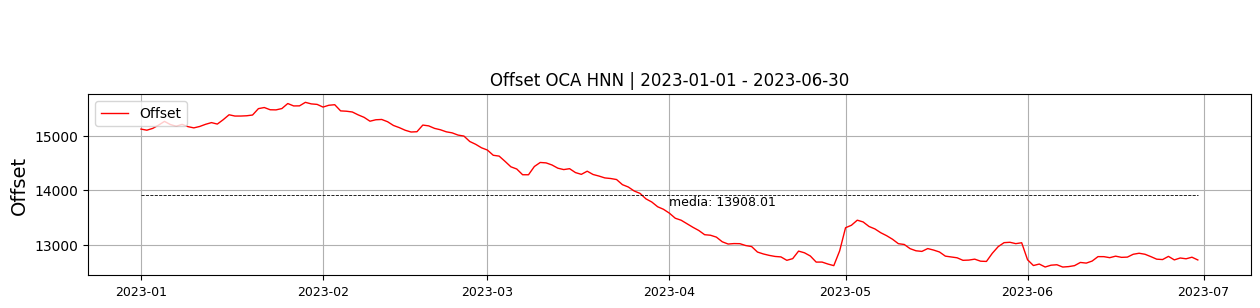 Offset OCA HNN | 2023-01-01 - 2023-06-30
Offset
Offset
15000
14000
13000
media: 13908.01
2023-01 2023-02 2023-03 2023-04 2023-05 2023-06 2023-07